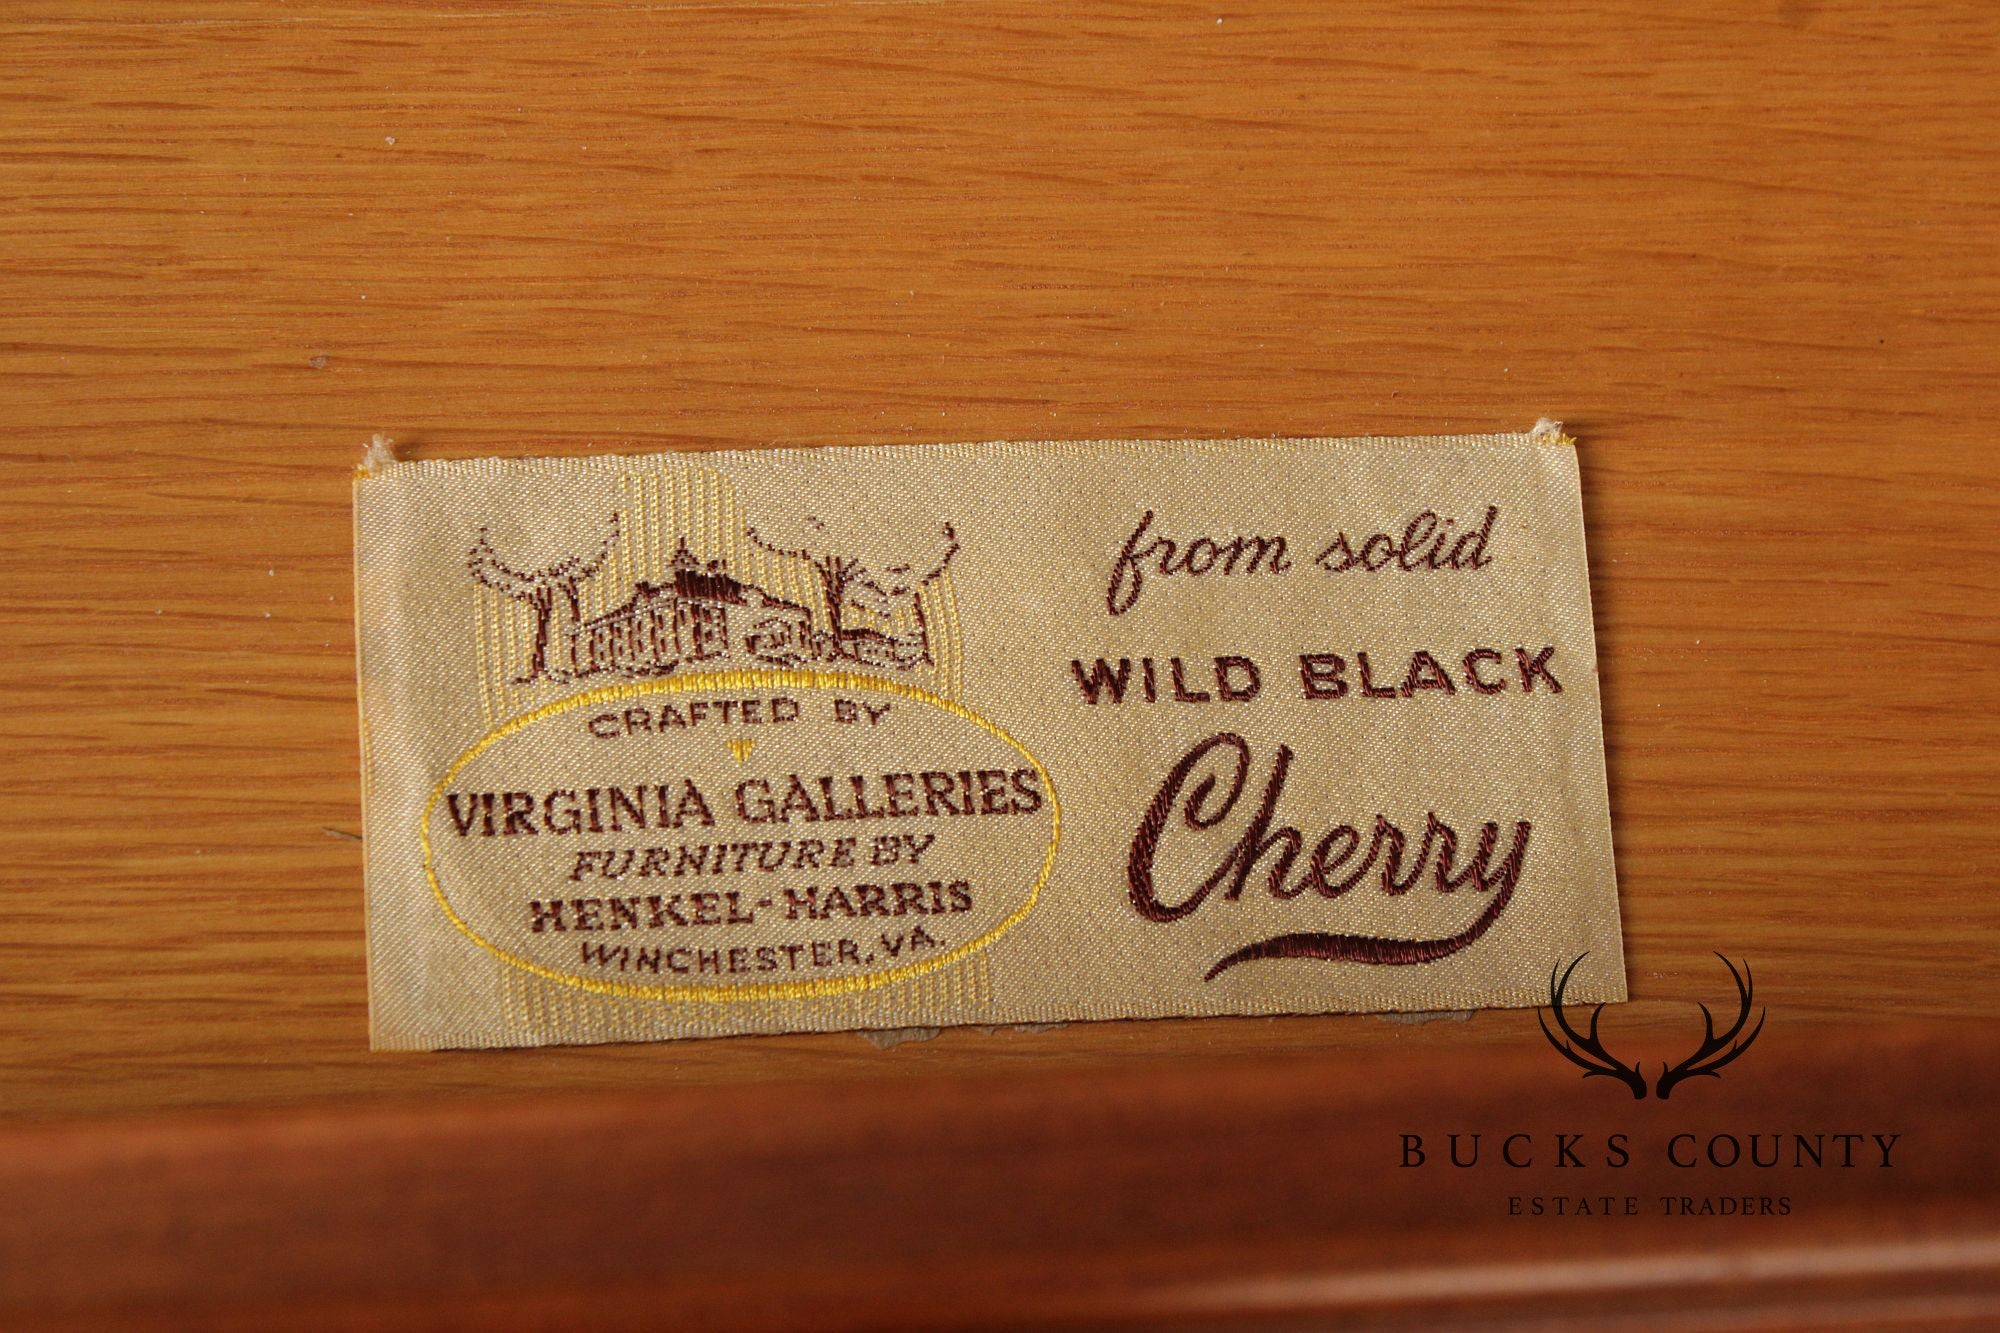 CRAFTED BY
VIRGINIA GALLERIES
FURNITURE BY
HENKEL-HARRIS
WINCHESTER, VA.
from solid
WILD BLACK
Cherry
BUCKS COUNTY
ESTATE TRADERS